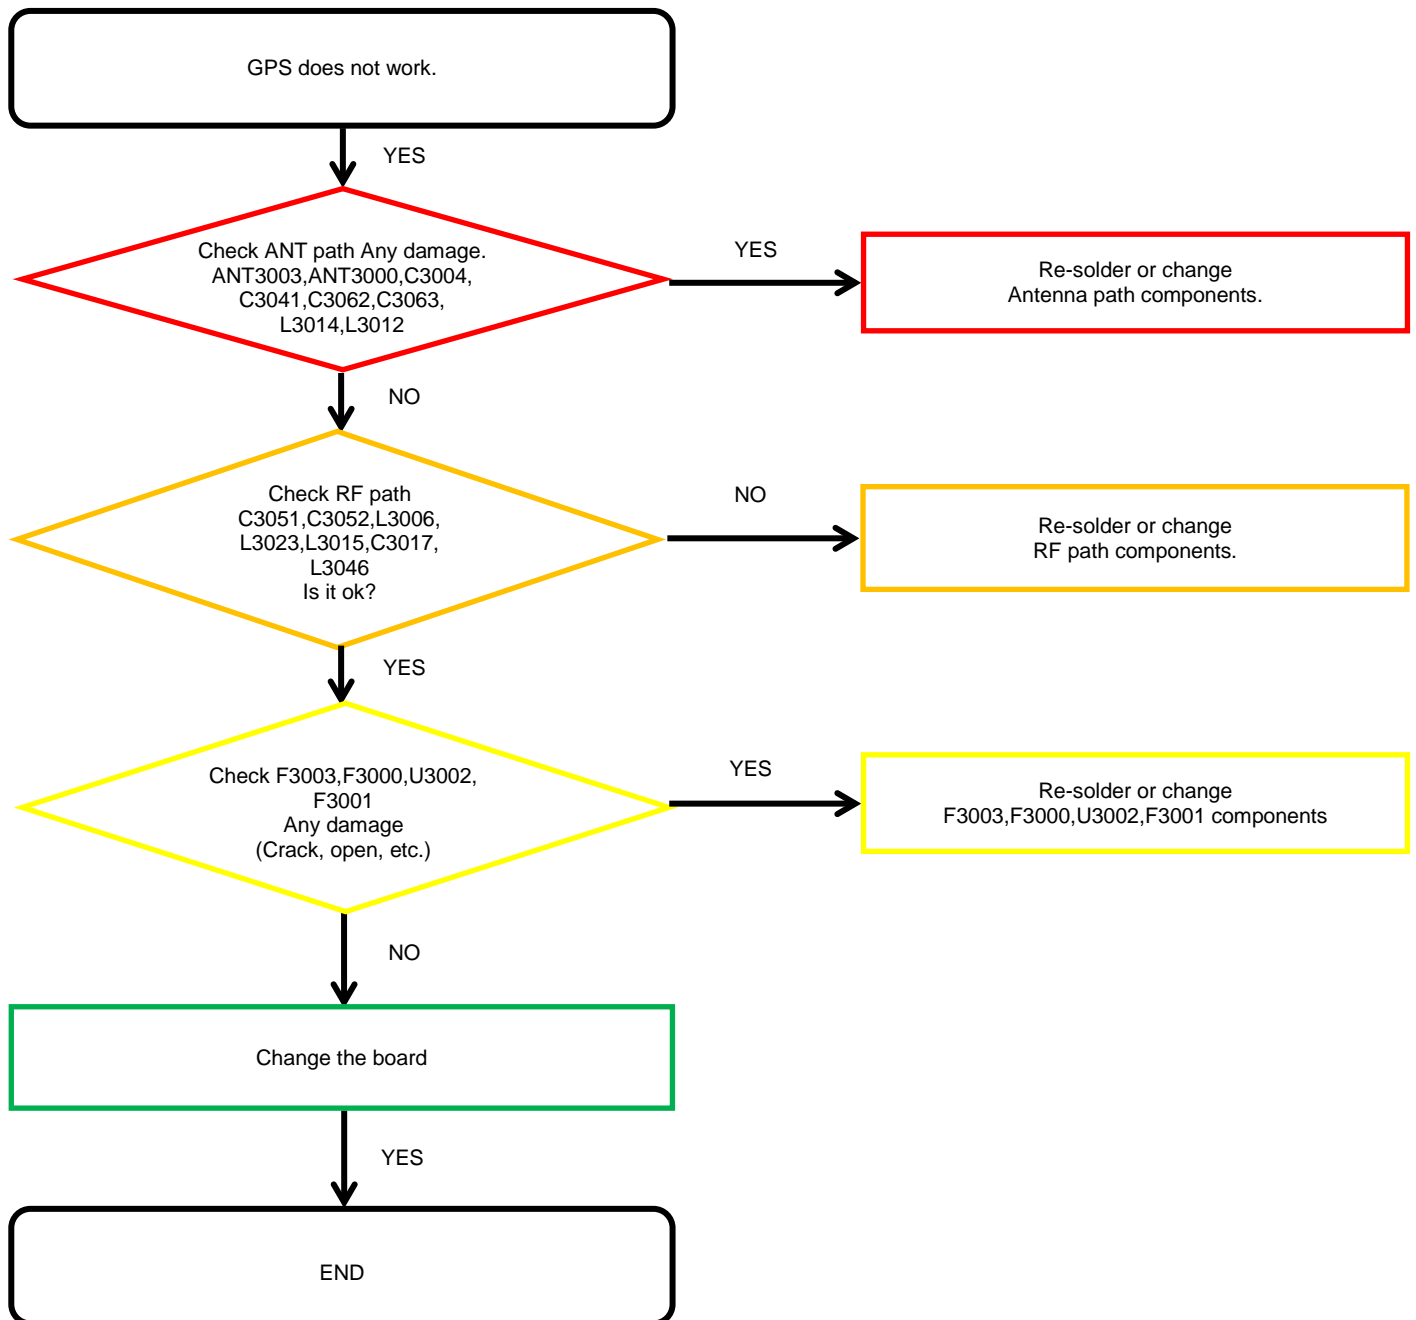 GPS does not work.
YES
Check ANT path Any damage.
ANT3003,ANT3000,C3004,
C3041,C3062,C3063,
L3014,L3012
YES
Re-solder or change
Antenna path components.
NO
Check RF path
C3051,C3052,L3006,
L3023,L3015,C3017,
L3046
Is it ok?
NO
Re-solder or change
RF path components.
YES
Check F3003,F3000,U3002,
F3001
Any damage
(Crack, open, etc.)
YES
Re-solder or change
F3003,F3000,U3002,F3001 components
NO
Change the board
YES
END